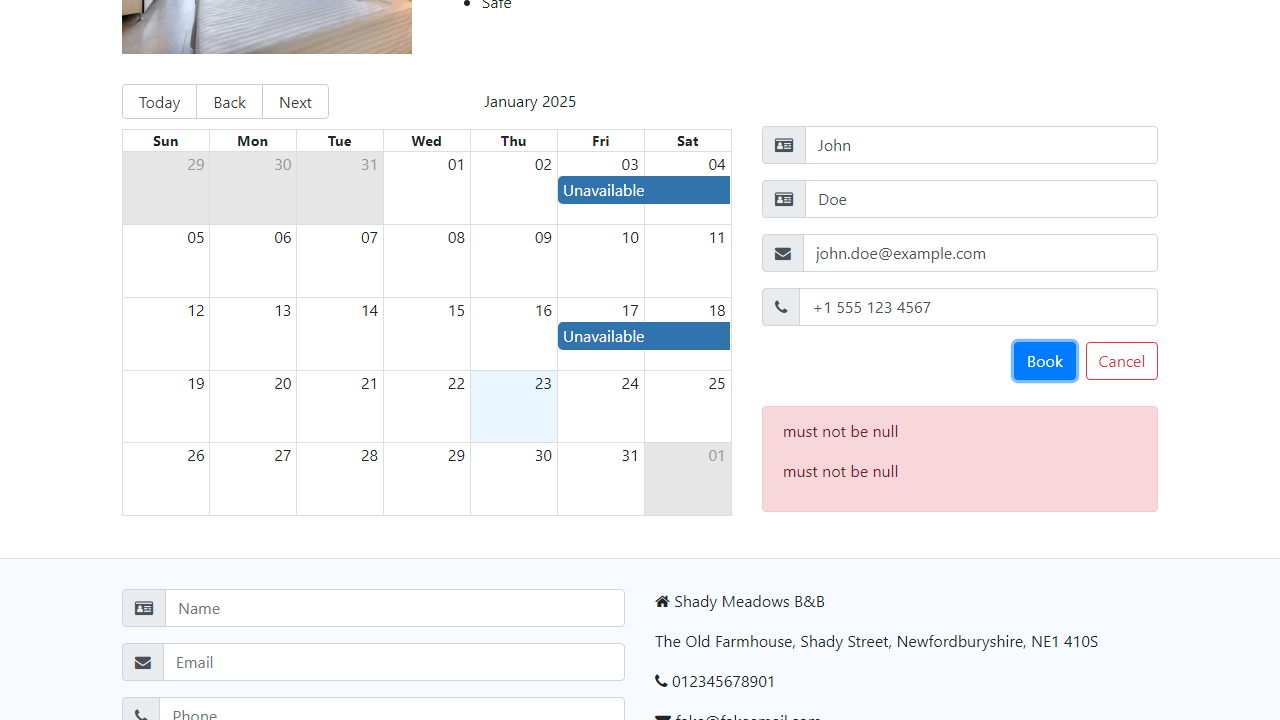 Safe
Today Back Next January 2025
Sun Mon Tue Wed Thu Fri Sat
29 30 31 01 02 03 04
Unavailable
05 06 07 08 09 10 11
12 13 14 15 16 17 18
Unavailable
19 20 21 22 23 24 25
26 27 28 29 30 31 01
John
Doe
john.doe@example.com
+1 555 123 4567
Book Cancel
must not be null
must not be null
Name
Email
Phone
Shady Meadows B&B
The Old Farmhouse, Shady Street, Newfordburyshire, NE1 410S
012345678901
fake@fakeemail.com